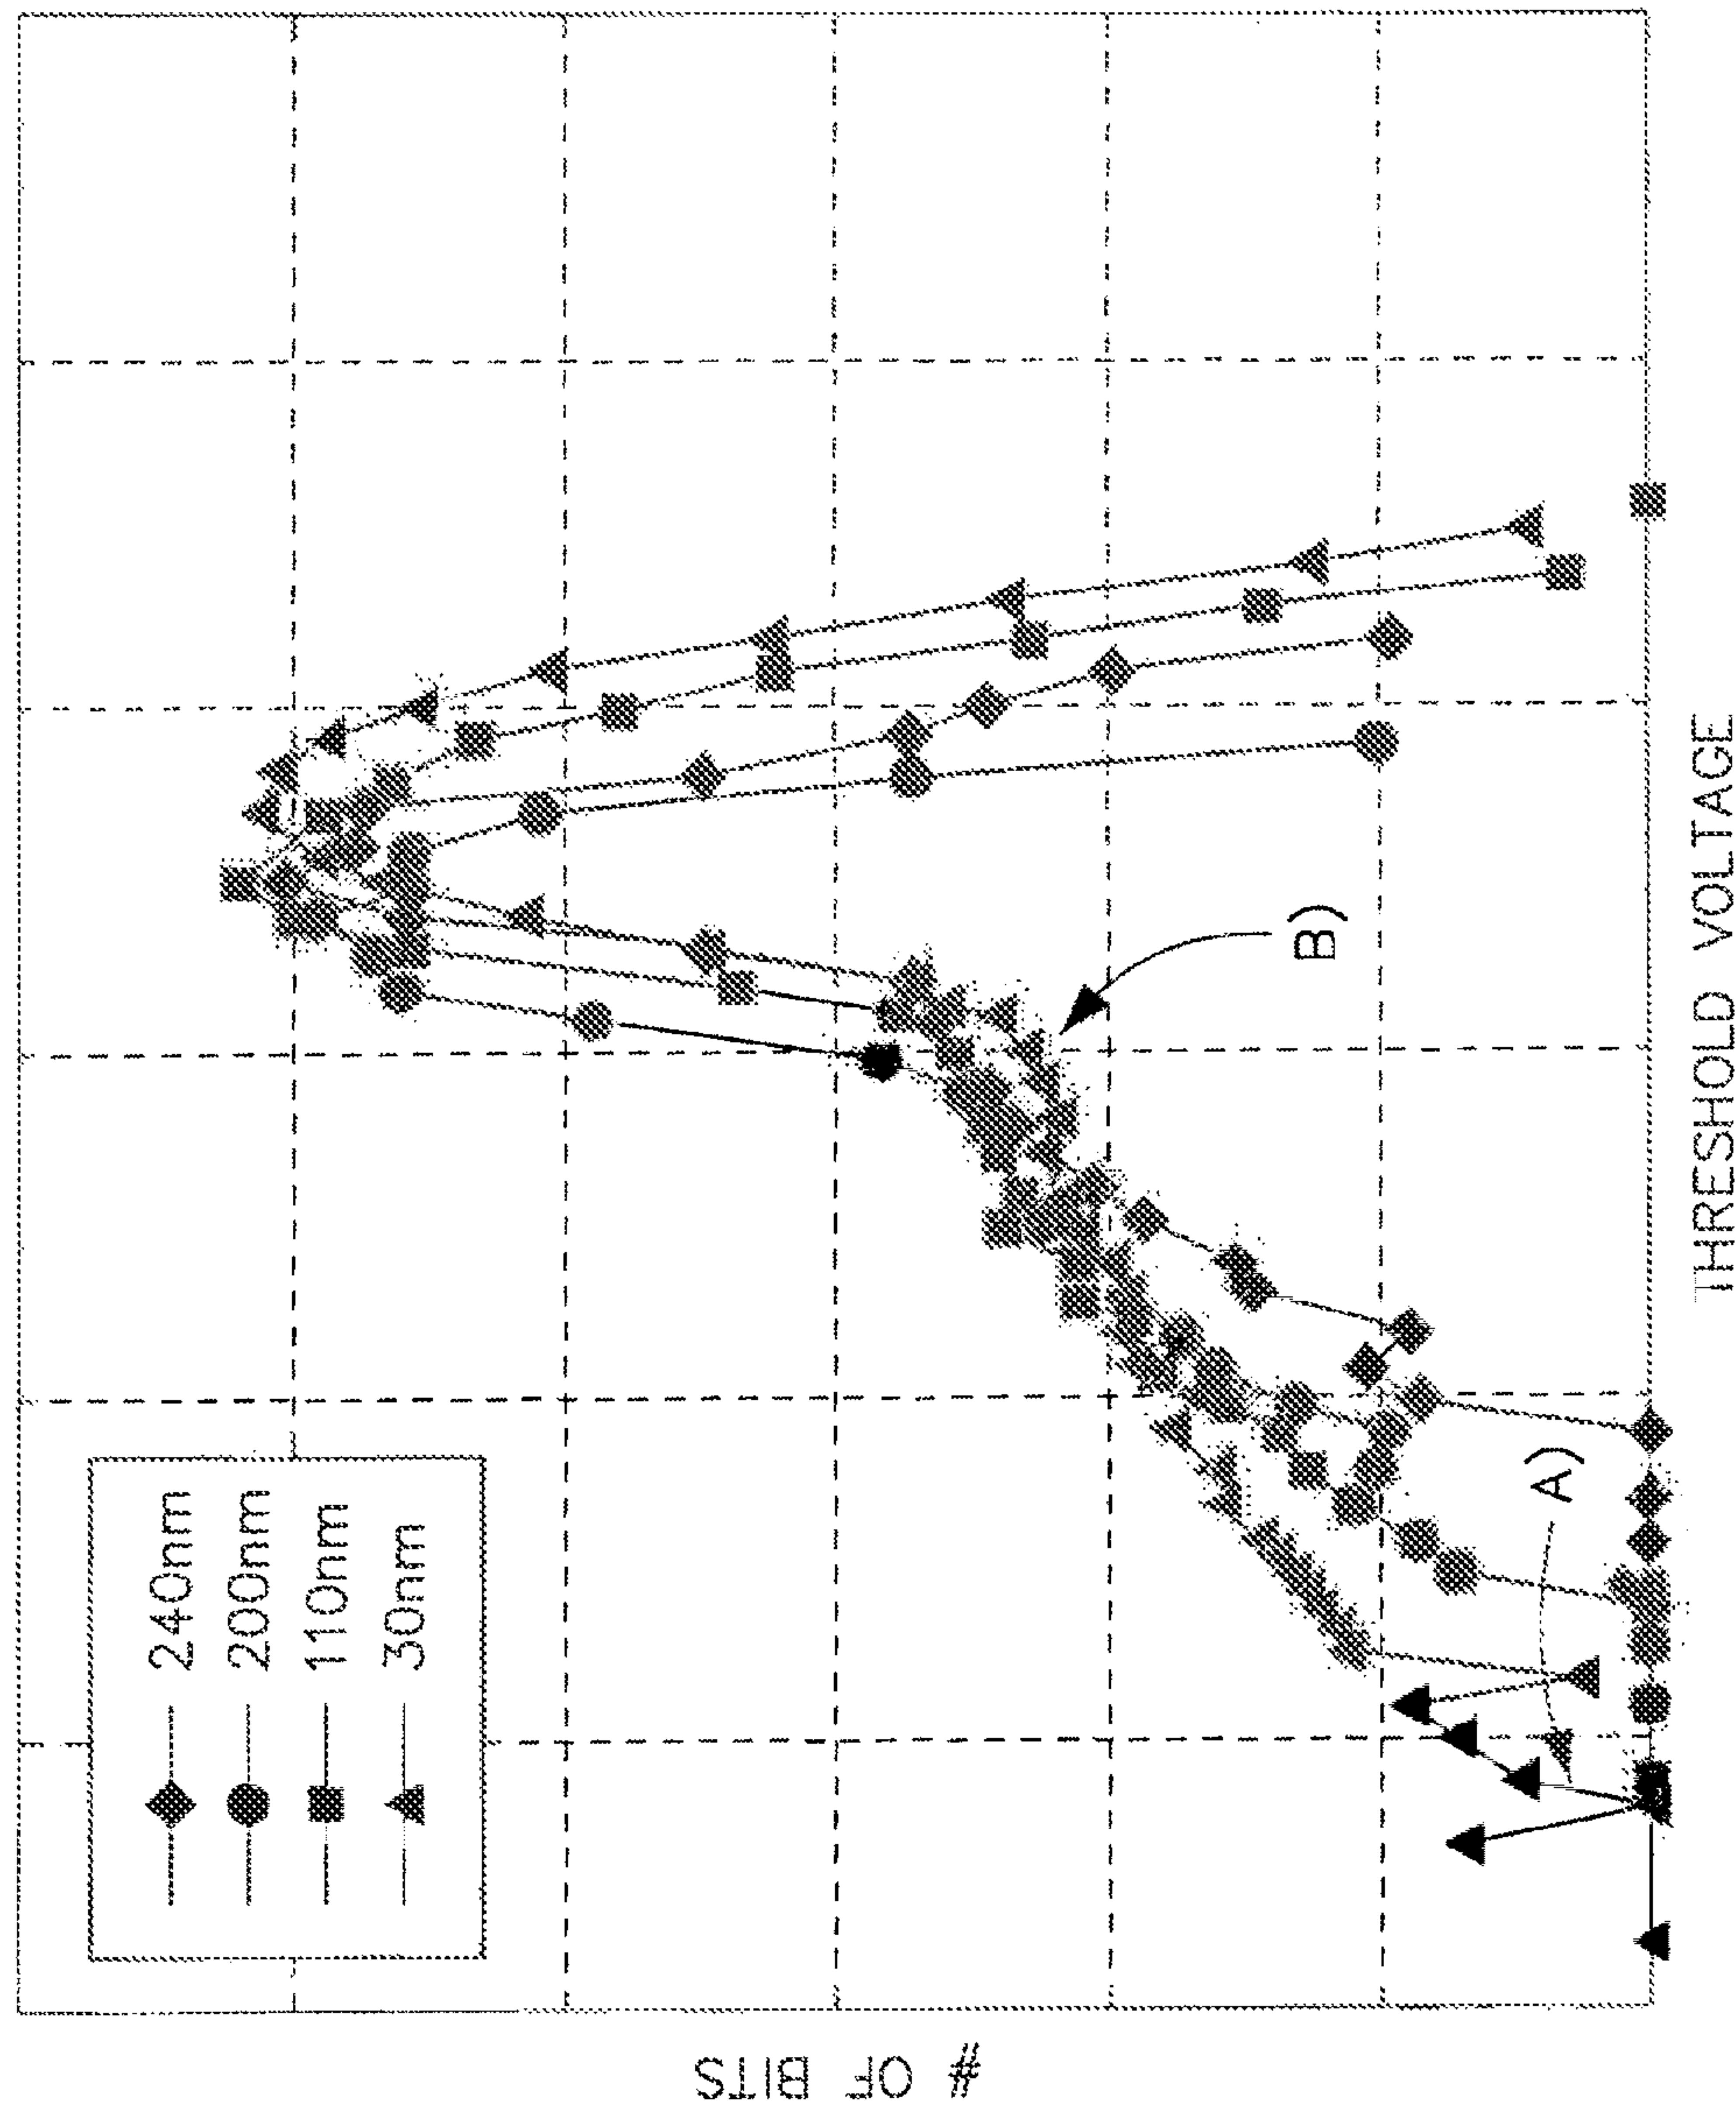 240nm
200nm
110nm
30nm
A)
B)
# OF BITS
THRESHOLD VOLTAGE